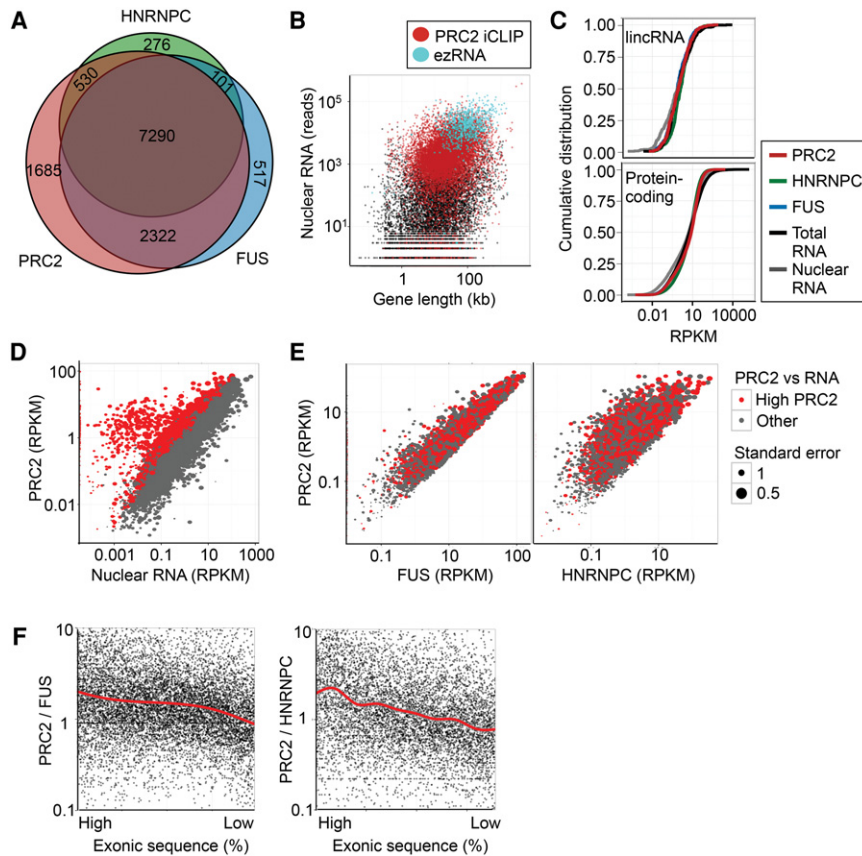 A
HNRNPC
276
530
101
7290
1685
517
2322
PRC2
FUS
B
PRC2 iCLIP
ezRNA
Nuclear RNA (reads)
10⁵
10³
10¹
1
100
Gene length (kb)
C
Cumulative distribution
lincRNA
1.00
0.75
0.50
0.25
0.00
Protein-
coding
1.00
0.75
0.50
0.25
0.00
0.01
10
10000
RPKM
PRC2
HNRNPC
FUS
Total
RNA
Nuclear
RNA
D
PRC2 (RPKM)
100
1
0.01
0.001
0.1
10
1000
Nuclear RNA (RPKM)
E
PRC2 (RPKM)
10
0.1
0.1
1
10
100
FUS (RPKM)
0.1
10
HNRNPC (RPKM)
PRC2 vs RNA
High PRC2
Other
Standard error
1
0.5
F
PRC2 / FUS
10
1
0.1
High
Low
Exonic sequence (%)
PRC2 / HNRNPC
10
1
0.1
High
Low
Exonic sequence (%)